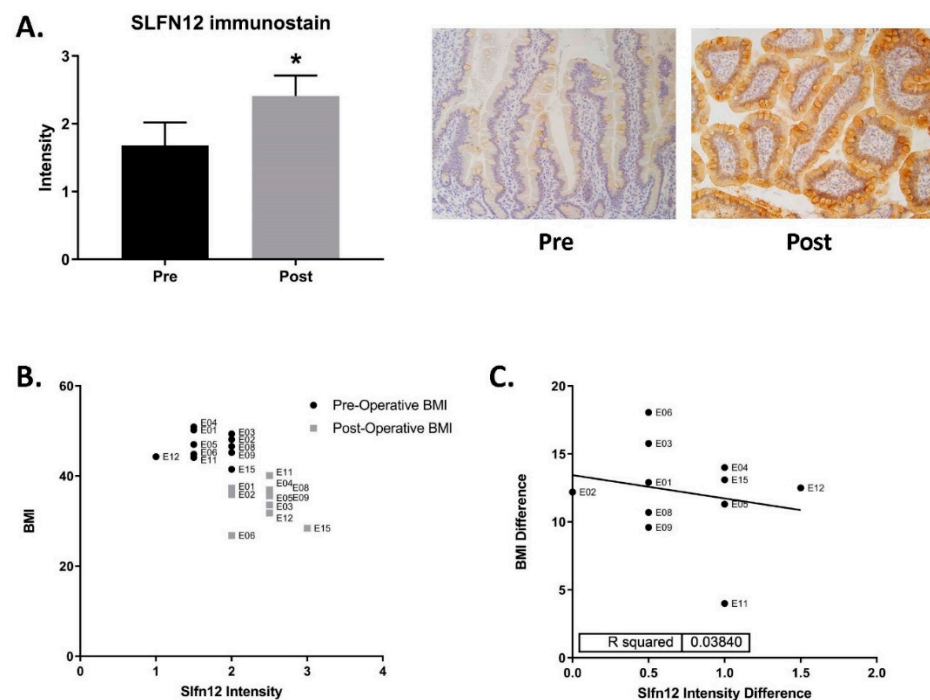 A.
SLFN12 immunostain
Intensity
3
2
1
0
*
Pre
Post
Pre
Post
B.
BMI
60
40
20
0
0
1
2
3
4
Slfn12 Intensity
Pre-Operative BMI
Post-Operative BMI
E04
E01
E05
E06
E11
E12
E03
E02
E08
E09
E15
E01
E02
E06
E11
E04
E08
E05
E09
E03
E12
E15
C.
BMI Difference
20
15
10
5
0
0.0
0.5
1.0
1.5
2.0
Slfn12 Intensity Difference
E06
E03
E04
E01
E15
E12
E02
E05
E08
E09
E11
R squared 0.03840